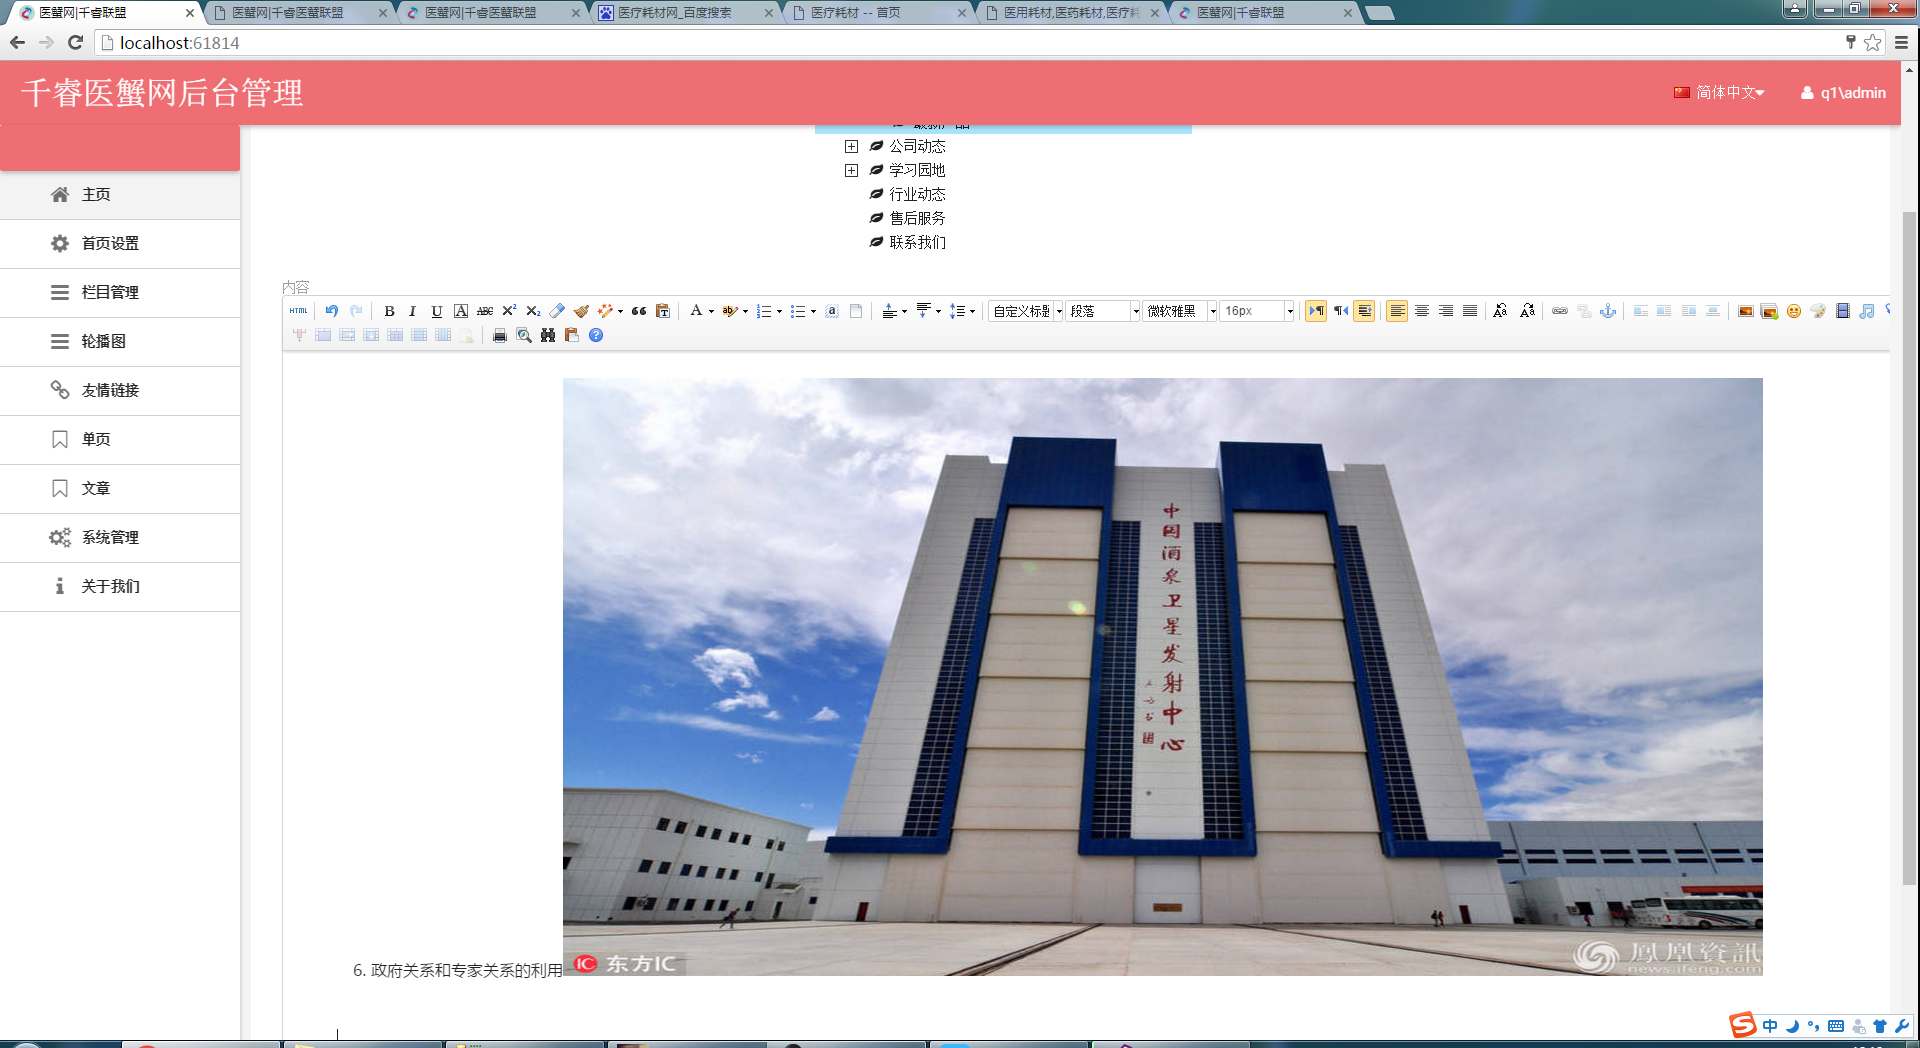 医蟹网|千睿联盟
医蟹网|千睿医蟹联盟
医蟹网|千睿医蟹联盟
医疗耗材网_百度搜索
医疗耗材 -- 首页
医用耗材,医药耗材,医疗耗
医蟹网|千睿联盟
localhost:61814
千睿医蟹网后台管理
简体中文
q1\admin
公司动态
学习园地
行业动态
售后服务
联系我们
主页
首页设置
栏目管理
轮播图
友情链接
单页
文章
系统管理
关于我们
内容
HTML
自定义标题
段落
微软雅黑
16px
中国酒泉卫星发射中心
6. 政府关系和专家关系的利用
IC 东方IC
鳳凰資訊
news.ifeng.com
中